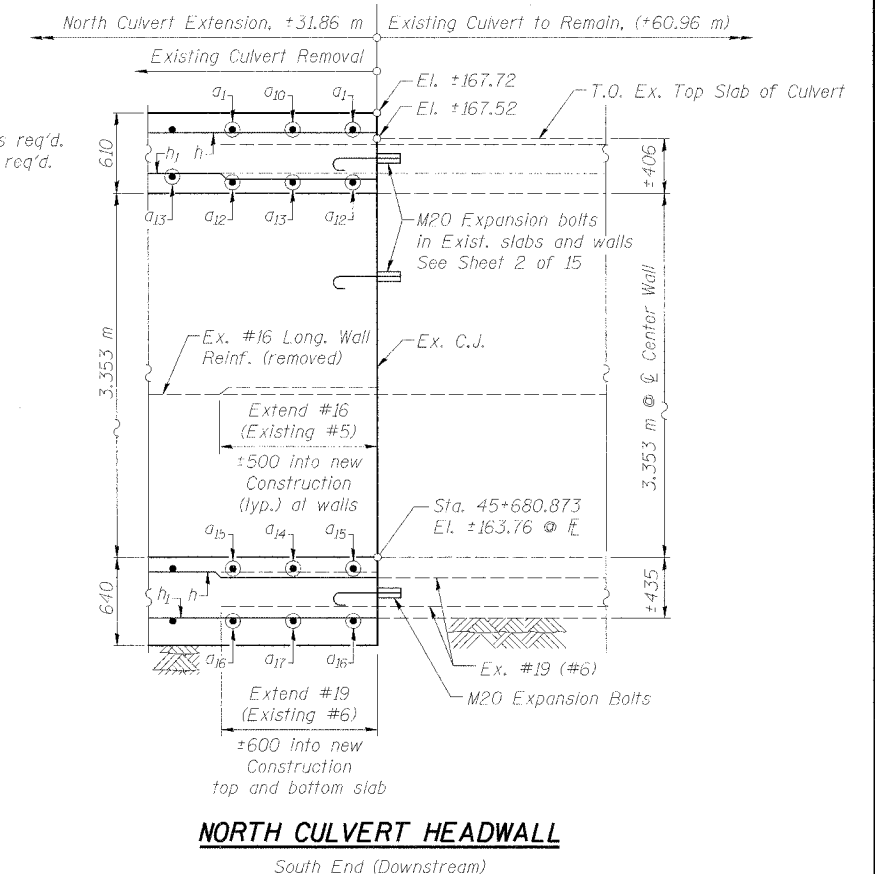 North Culvert Extension, ±31.86 m
Existing Culvert to Remain, (±60.96 m)
Existing Culvert Removal
a1
a10
a1
El. ±167.72
El. ±167.52
T.O. Ex. Top Slab of Culvert
req'd.
req'd.
610
h1
h
±406
a13
a12
a13
a12
M20 Expansion bolts
in Exist. slabs and walls
See Sheet 2 of 15
3.353 m
Ex. #16 Long. Wall
Reinf. (removed)
Ex. C.J.
3.353 m @ ℄ Center Wall
Extend #16
(Existing #5)
±500 into new
Construction
(typ.) at walls
Sta. 45+680.873
El. ±163.76 @ FL
a15
a14
a15
640
h1
h
±435
a16
a17
a16
Ex. #19 (#6)
M20 Expansion Bolts
Extend #19
(Existing #6)
±600 into new
Construction
top and bottom slab
NORTH CULVERT HEADWALL
South End (Downstream)